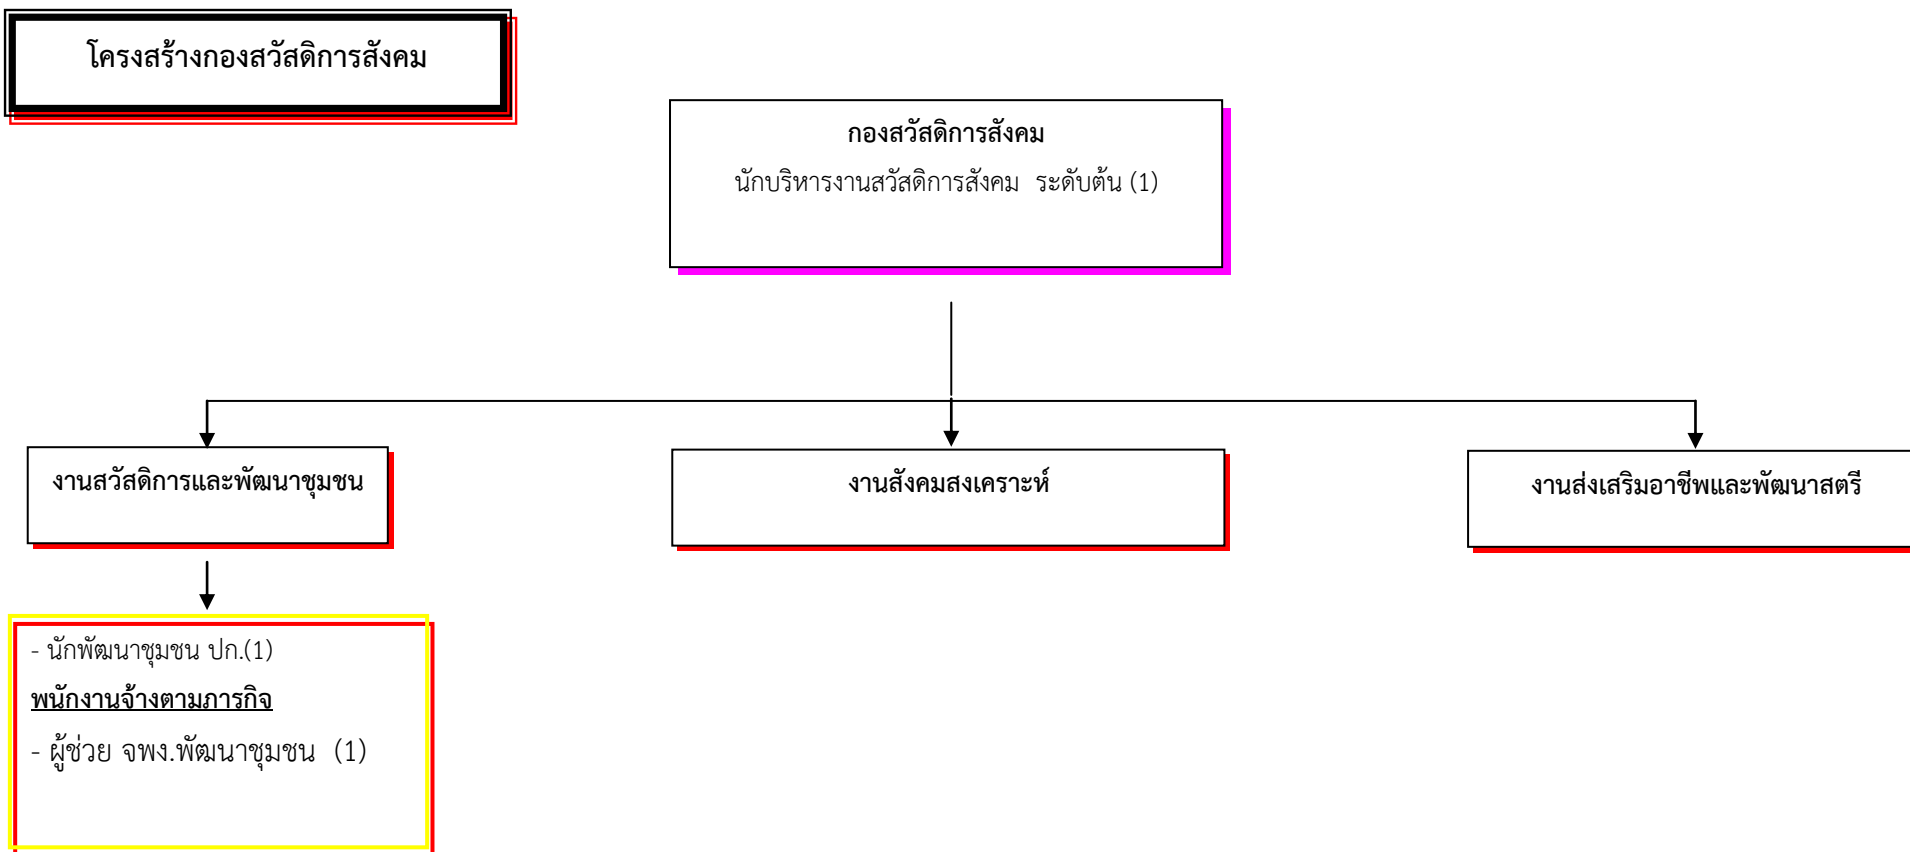 โครงสร้างกองสวัสดิการสังคม
กองสวัสดิการสังคม
นักบริหารงานสวัสดิการสังคม ระดับต้น (1)
งานสวัสดิการและพัฒนาชุมชน
งานสังคมสงเคราะห์
งานส่งเสริมอาชีพและพัฒนาสตรี
- นักพัฒนาชุมชน ปก.(1)
พนักงานจ้างตามภารกิจ
- ผู้ช่วย จพง.พัฒนาชุมชน (1)